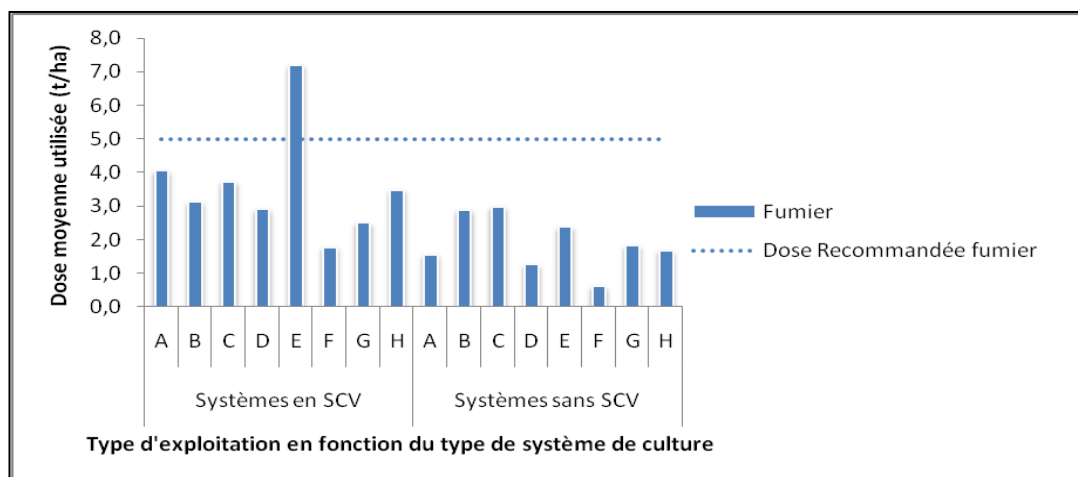 Dose moyenne utilisée (t/ha)
8,0
7,0
6,0
5,0
4,0
3,0
2,0
1,0
0,0
A B C D E F G H A B C D E F G H
Systèmes en SCV Systèmes sans SCV
Type d'exploitation en fonction du type de système de culture
Fumier
Dose Recommandée fumier